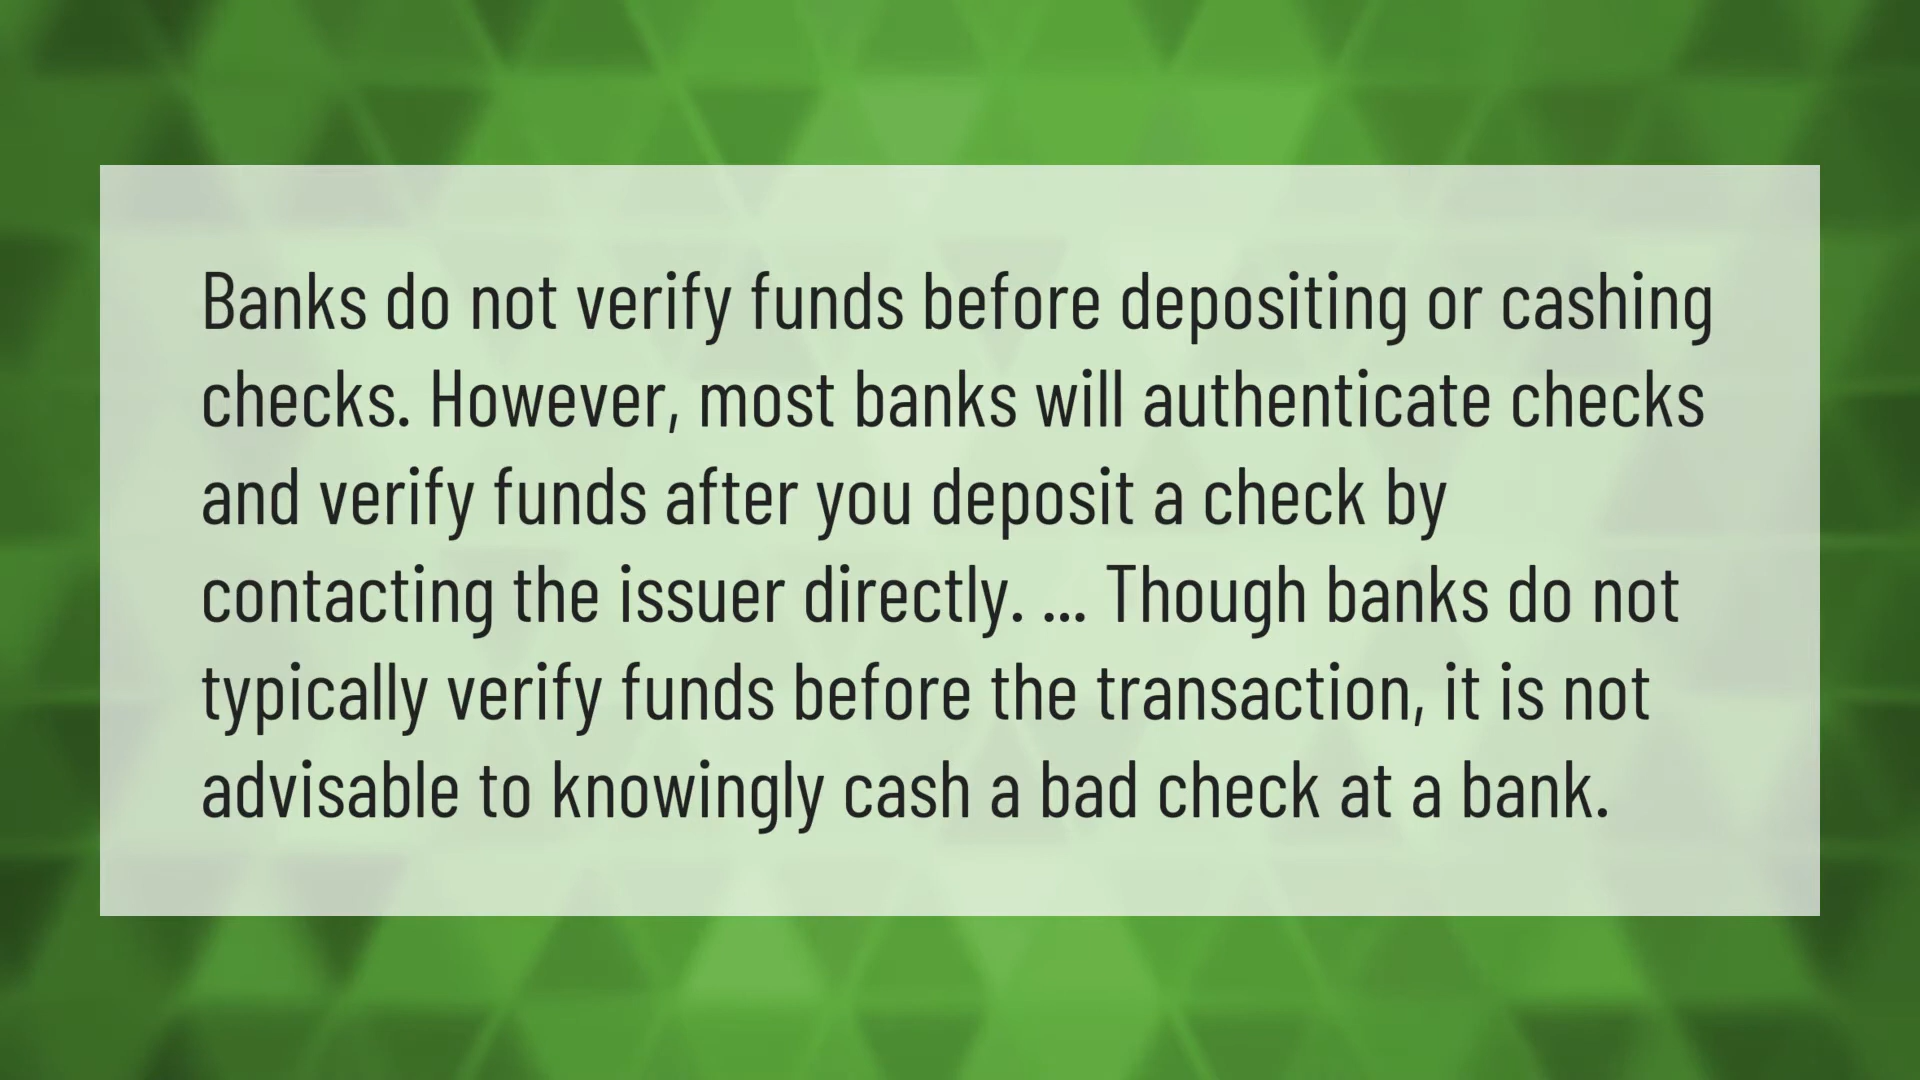 Banks do not verify funds before depositing or cashing
checks. However, most banks will authenticate checks
and verify funds after you deposit a check by
contacting the issuer directly. ... Though banks do not
typically verify funds before the transaction, it is not
advisable to knowingly cash a bad check at a bank.